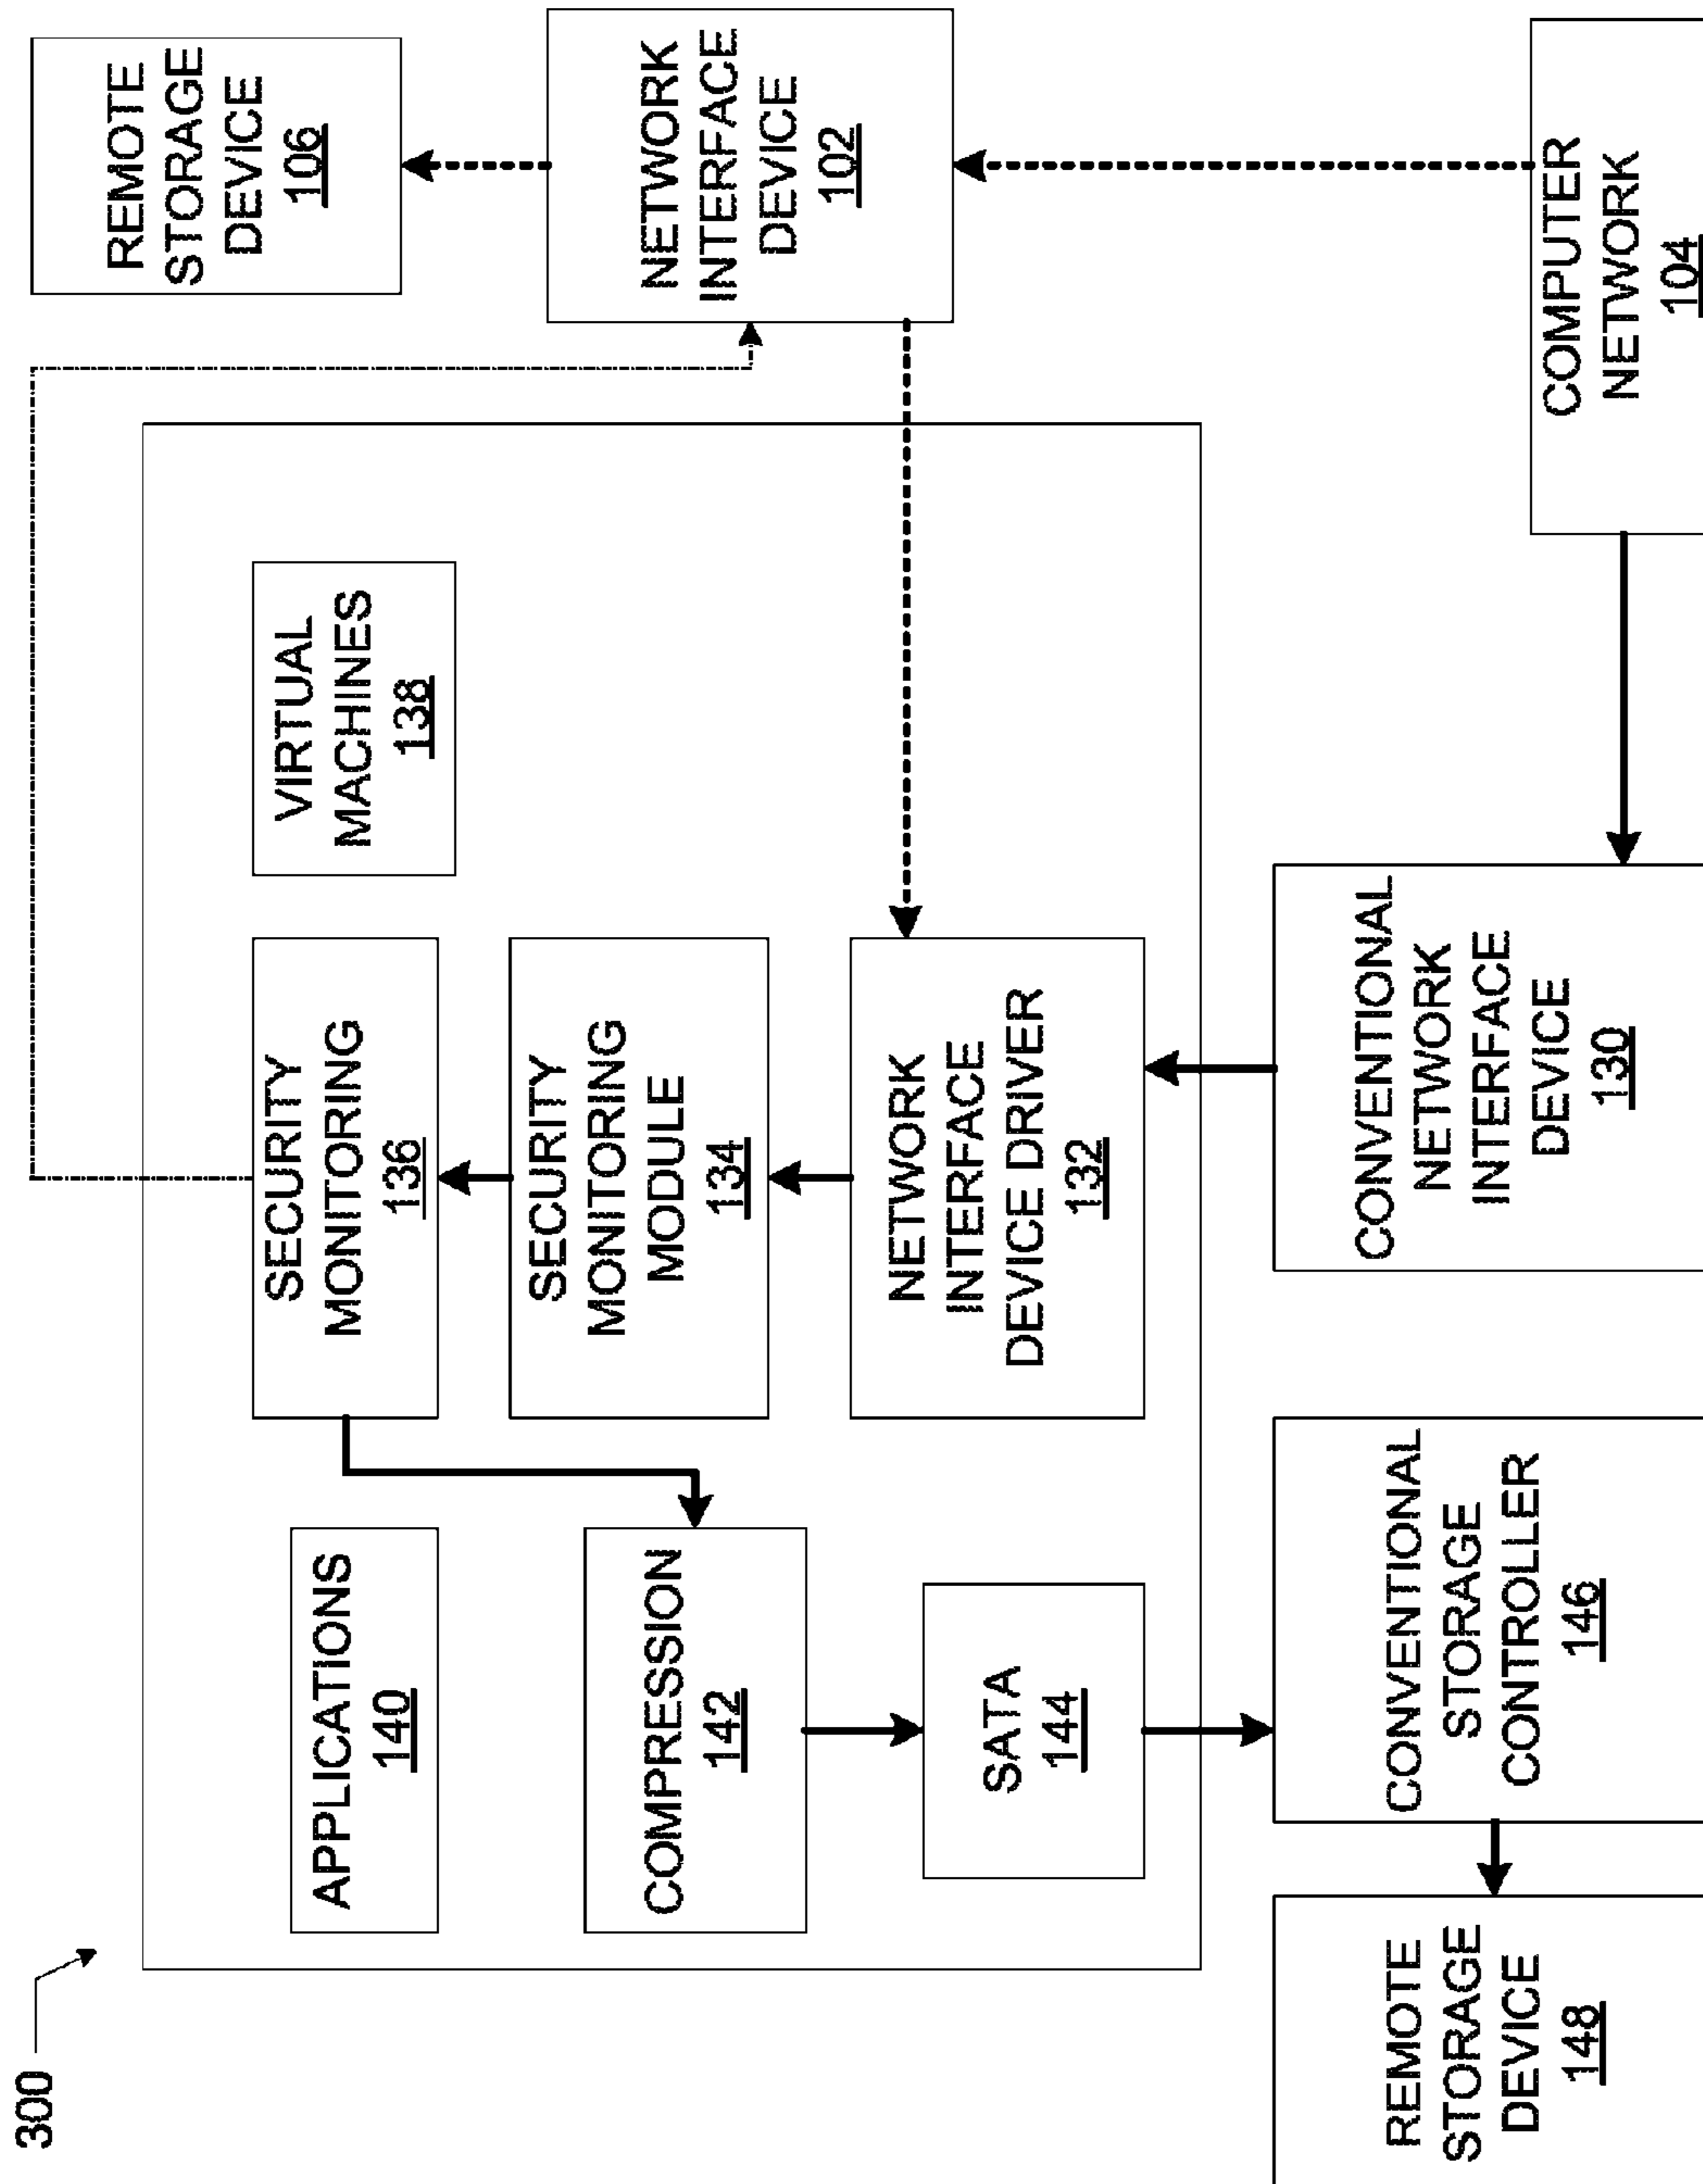 300
APPLICATIONS
140
SECURITY
MONITORING
136
VIRTUAL
MACHINES
138
REMOTE
STORAGE
DEVICE
106
COMPRESSION
142
SECURITY
MONITORING
MODULE
134
NETWORK
INTERFACE
DEVICE
102
SATA
144
NETWORK
INTERFACE
DEVICE DRIVER
132
REMOTE
STORAGE
DEVICE
148
CONVENTIONAL
STORAGE
CONTROLLER
146
CONVENTIONAL
NETWORK
INTERFACE
DEVICE
130
COMPUTER
NETWORK
104